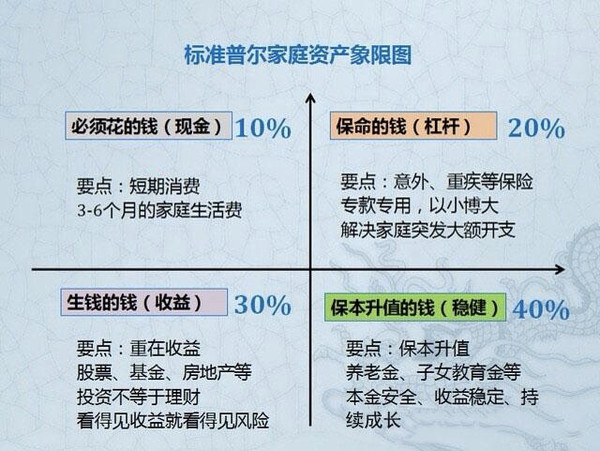 标准普尔家庭资产象限图
必须花的钱（现金） 10%
要点：短期消费
3-6个月的家庭生活费
保命的钱（杠杆） 20%
要点：意外、重疾等保险
专款专用，以小博大
解决家庭突发大额开支
生钱的钱（收益） 30%
要点：重在收益
股票、基金、房地产等
投资不等于理财
看得见收益就看得见风险
保本升值的钱（稳健） 40%
要点：保本升值
养老金、子女教育金等
本金安全、收益稳定、持
续成长